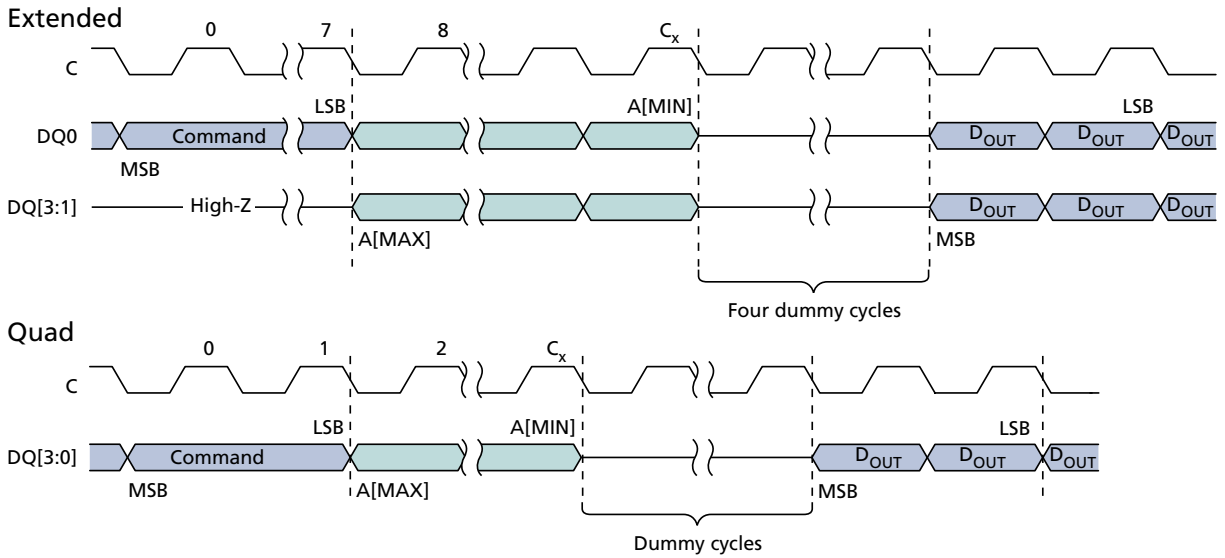 Extended
0 7 8 Cx
C
LSB A[MIN] LSB
DQ0 Command DOUT DOUT DOUT
MSB
DQ[3:1] High-Z DOUT DOUT DOUT
A[MAX] MSB
Four dummy cycles
Quad
0 1 2 Cx
C
LSB A[MIN] LSB
DQ[3:0] Command DOUT DOUT DOUT
MSB A[MAX] MSB
Dummy cycles